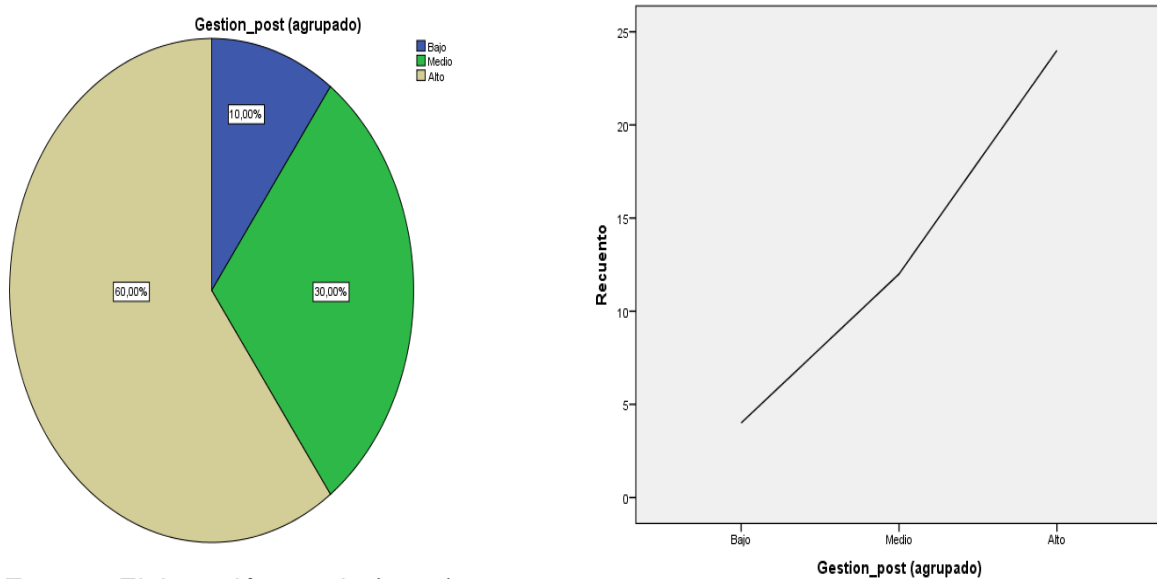 Gestion_post (agrupado)
Bajo
Medio
Alto
10,00%
60,00%
30,00%
25
20
15
10
5
0
Recuento
Bajo
Medio
Alto
Gestion_post (agrupado)